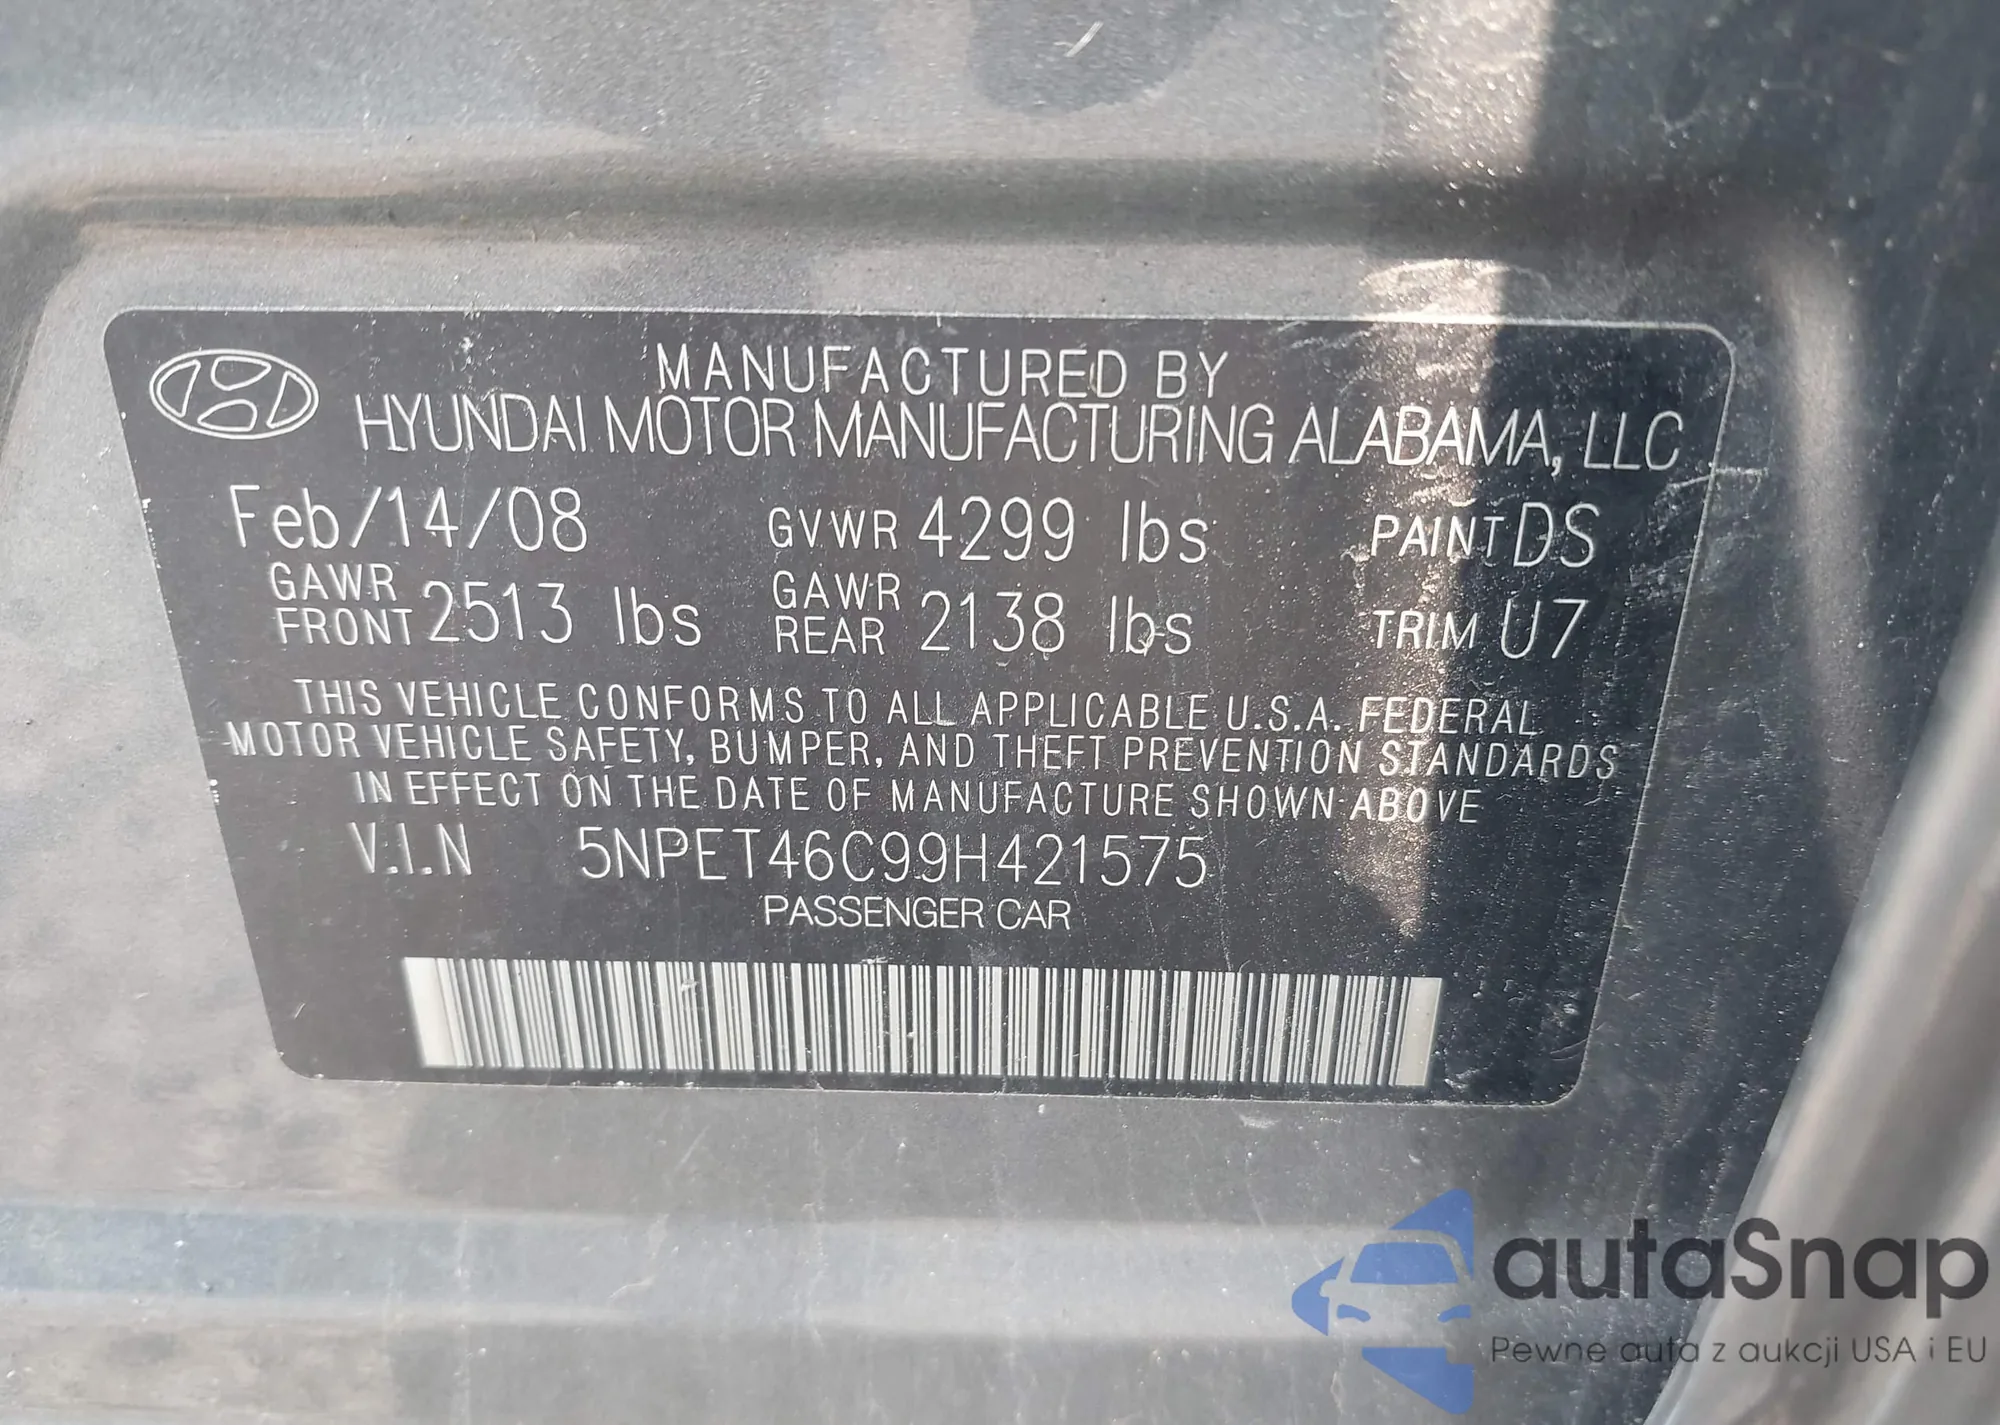 MANUFACTURED BY
HYUNDAI MOTOR MANUFACTURING ALABAMA, LLC
Feb/14/08 GVWR 4299 lbs PAINT DS
GAWR FRONT 2513 lbs GAWR REAR 2138 lbs TRIM U7
THIS VEHICLE CONFORMS TO ALL APPLICABLE U.S.A. FEDERAL
MOTOR VEHICLE SAFETY, BUMPER, AND THEFT PREVENTION STANDARDS
IN EFFECT ON THE DATE OF MANUFACTURE SHOWN ABOVE
V.I.N 5NPET46C99H421575
PASSENGER CAR
autaSnap
Pewne auta z aukcji USA i EU